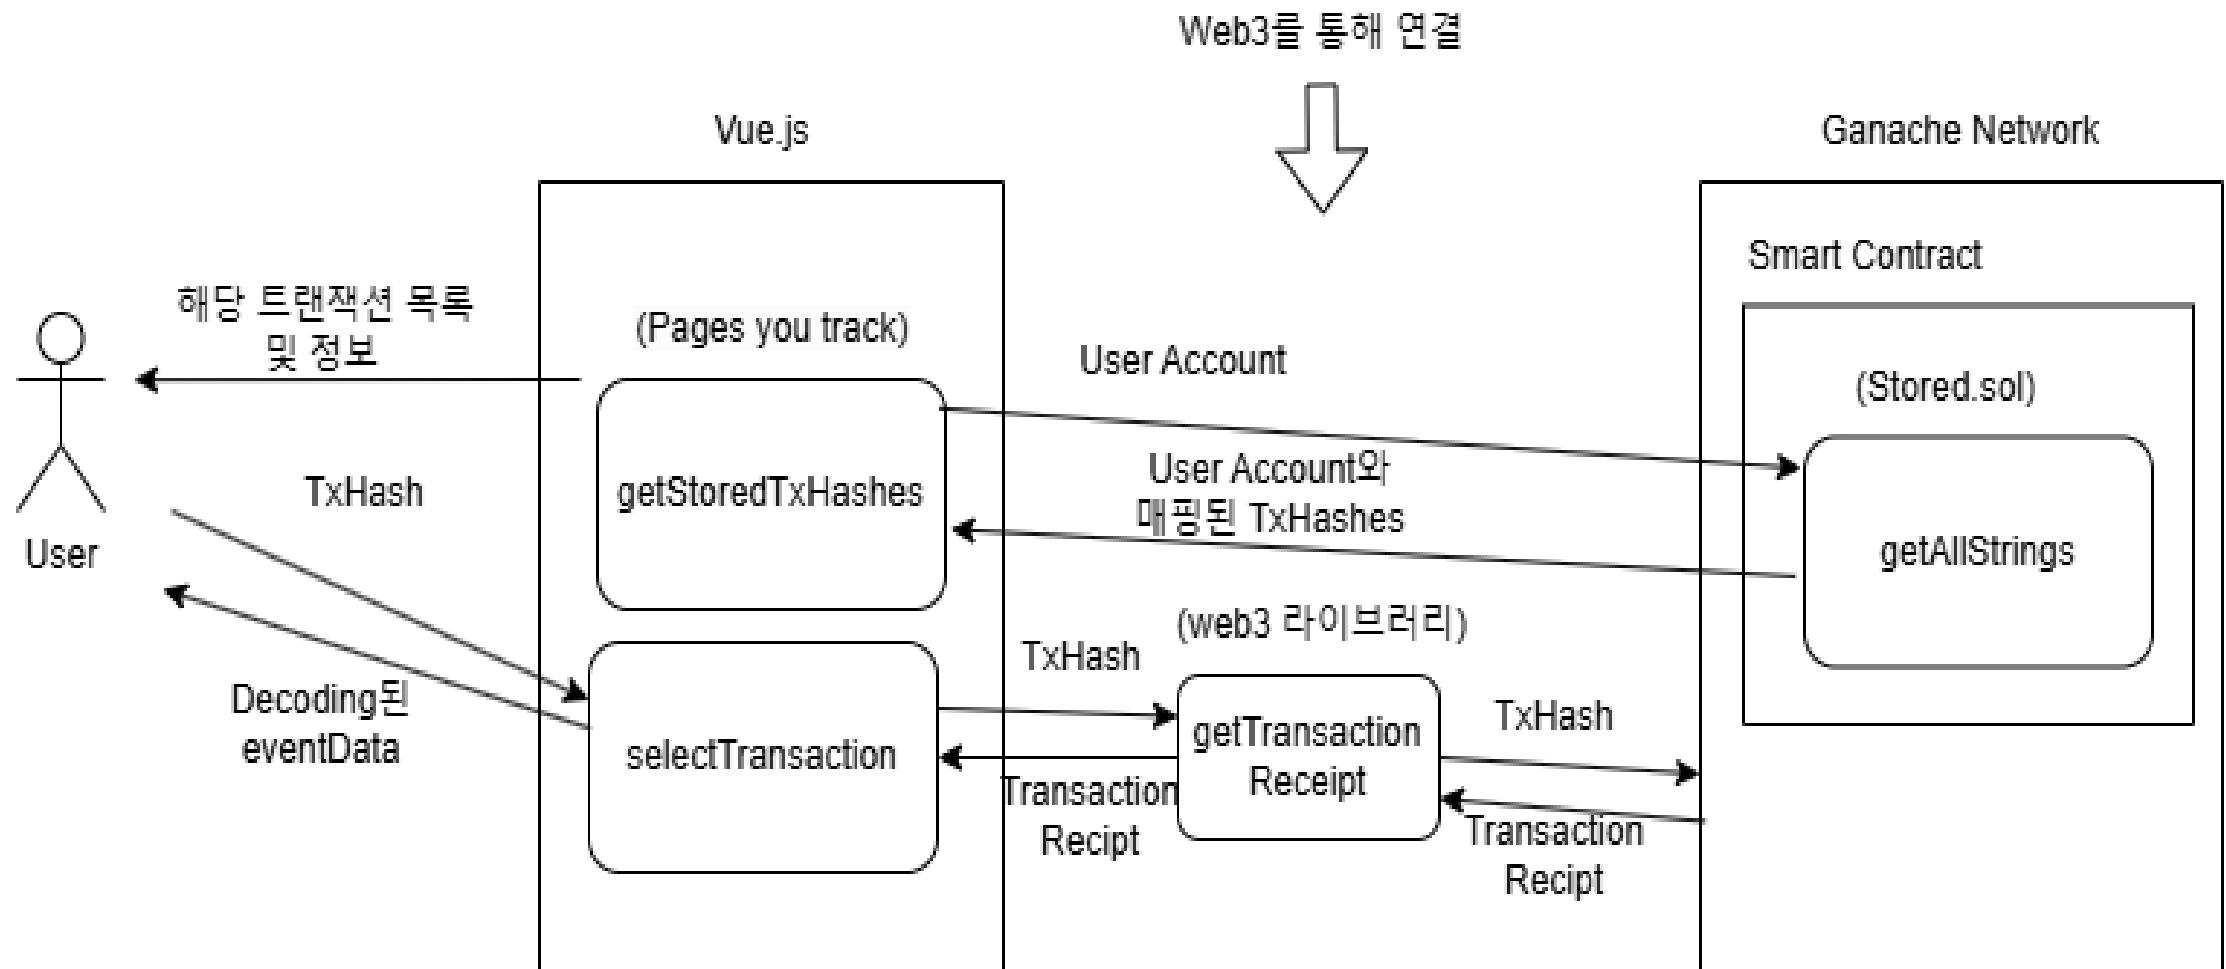 Web3를 통해 연결
Vue.js
Ganache Network
Smart Contract
해당 트랜잭션 목록
및 정보
(Pages you track)
User Account
(Stored.sol)
getStoredTxHashes
TxHash
User Account와
매핑된 TxHashes
getAllStrings
User
(web3 라이브러리)
TxHash
Decoding된
eventData
selectTransaction
getTransaction
Receipt
TxHash
Transaction
Recipt
Transaction
Recipt